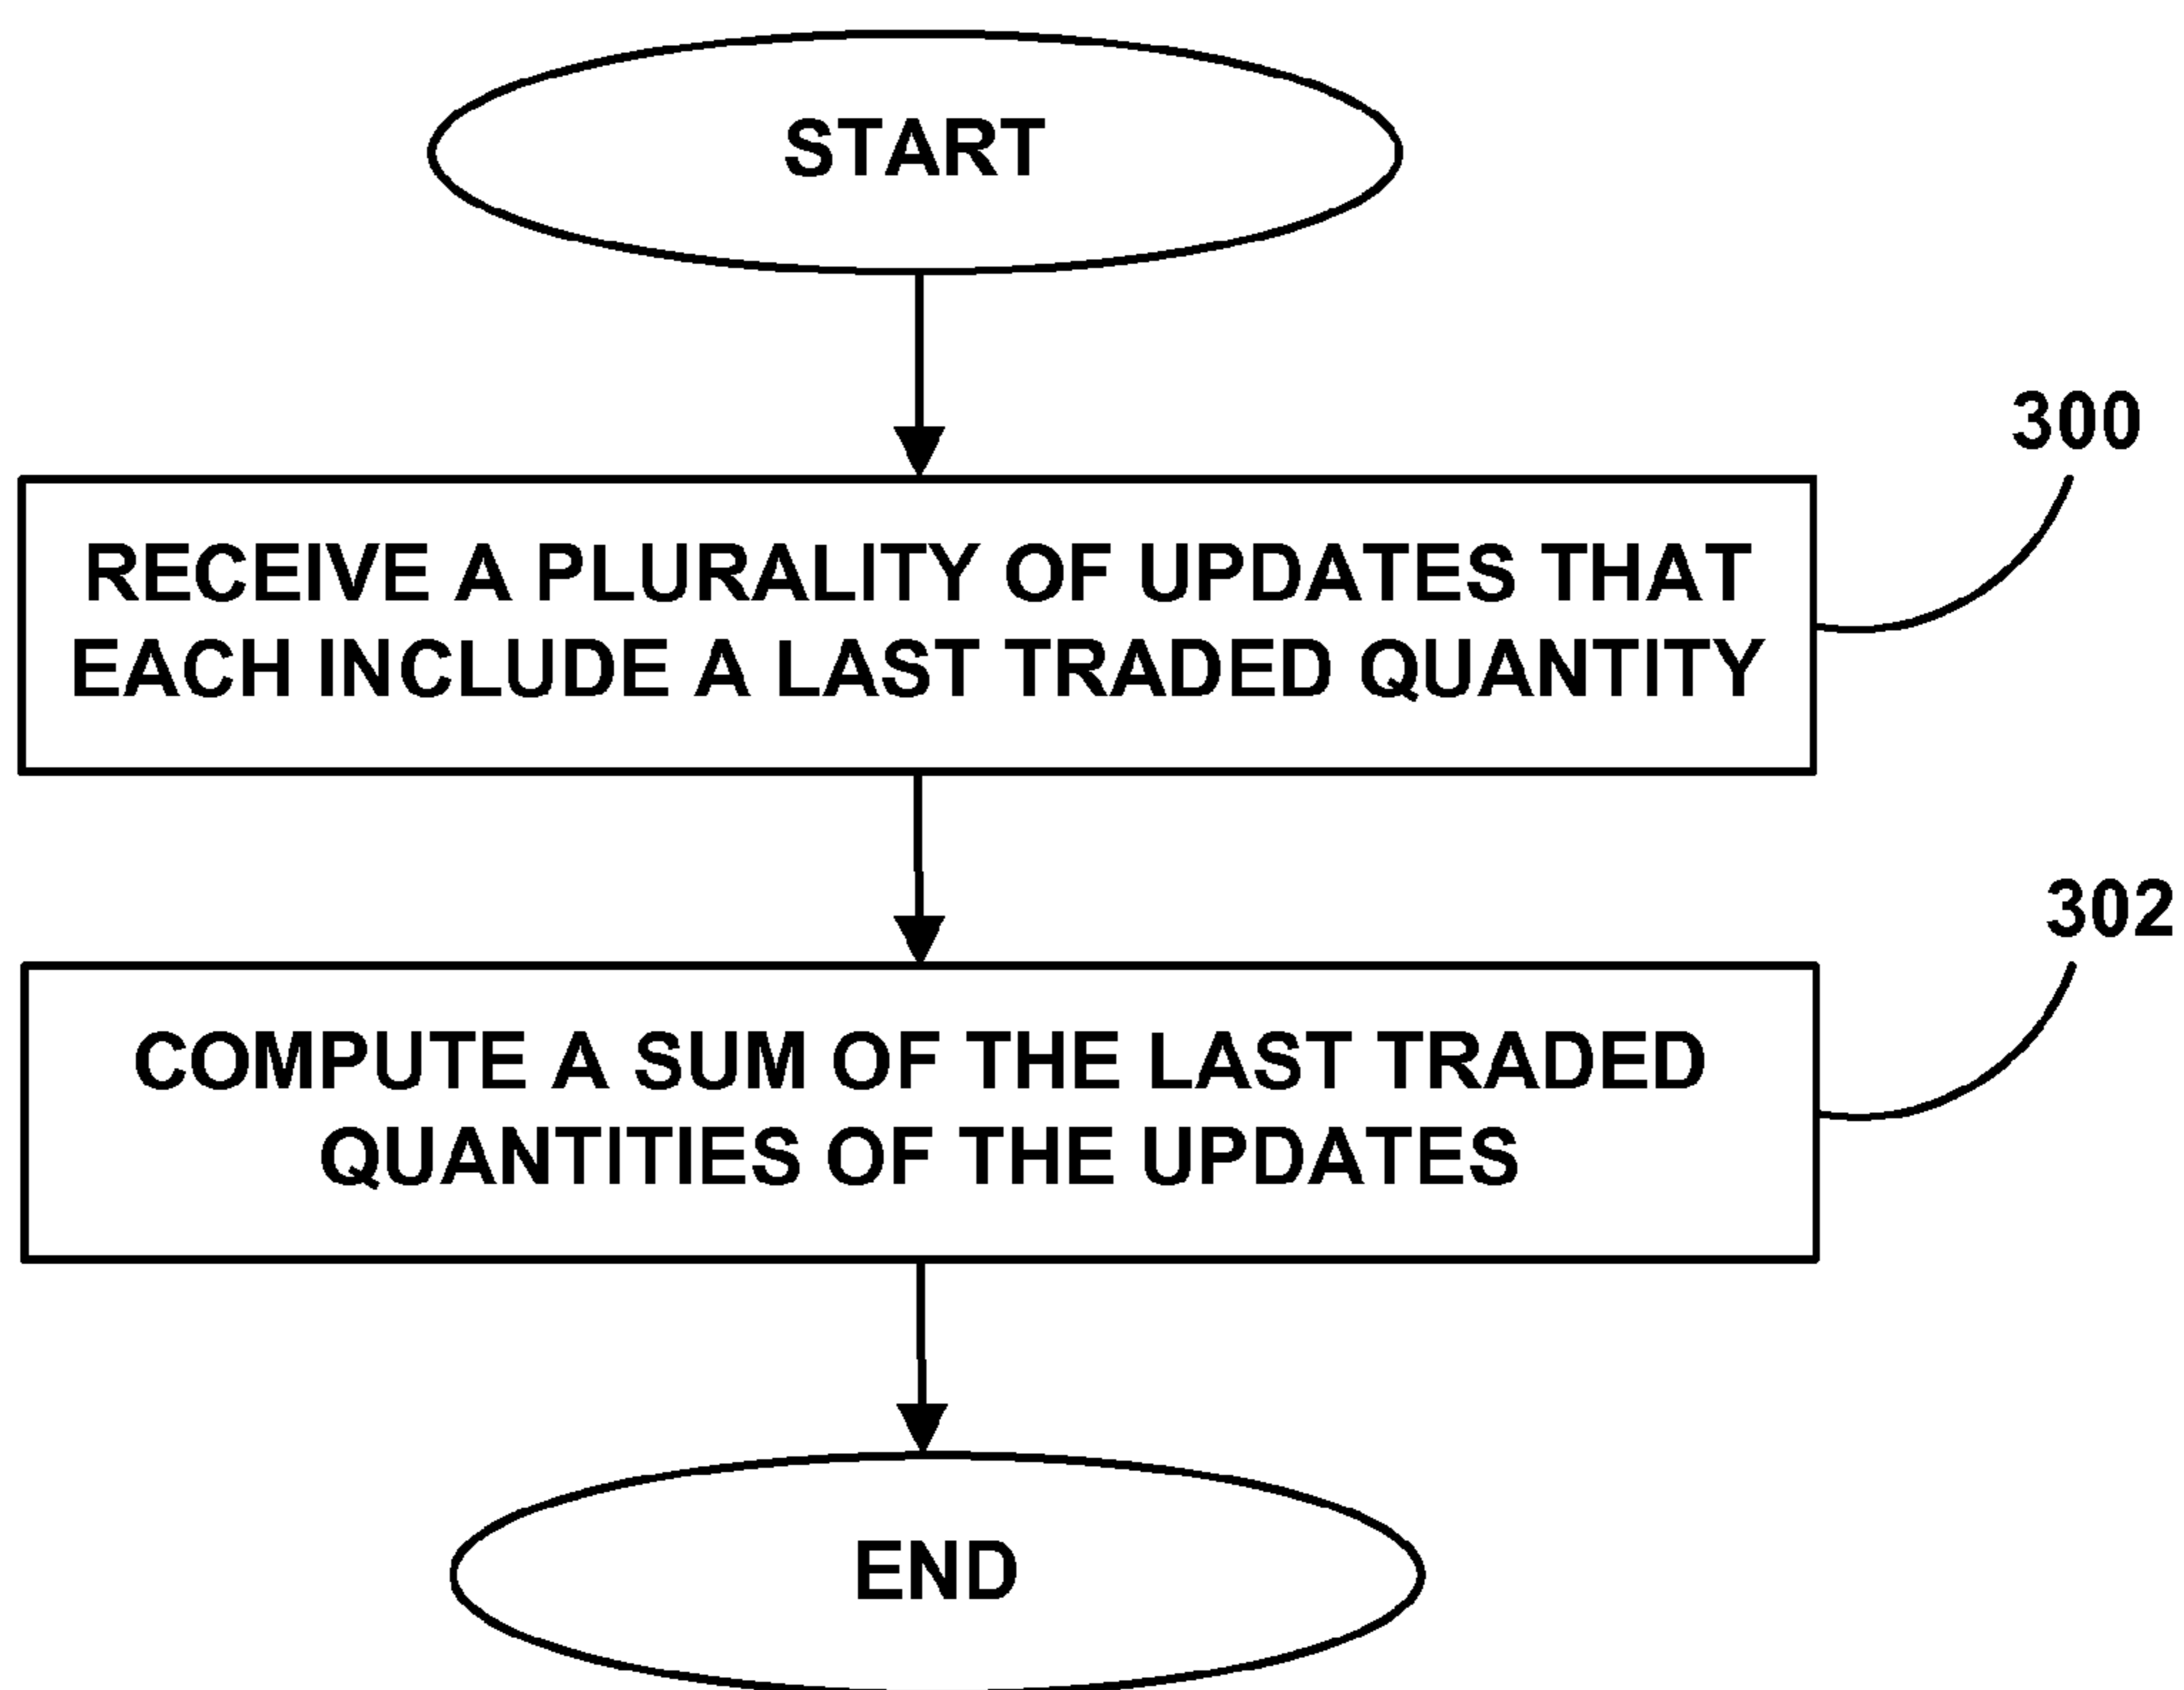 START
300
RECEIVE A PLURALITY OF UPDATES THAT
EACH INCLUDE A LAST TRADED QUANTITY
302
COMPUTE A SUM OF THE LAST TRADED
QUANTITIES OF THE UPDATES
END